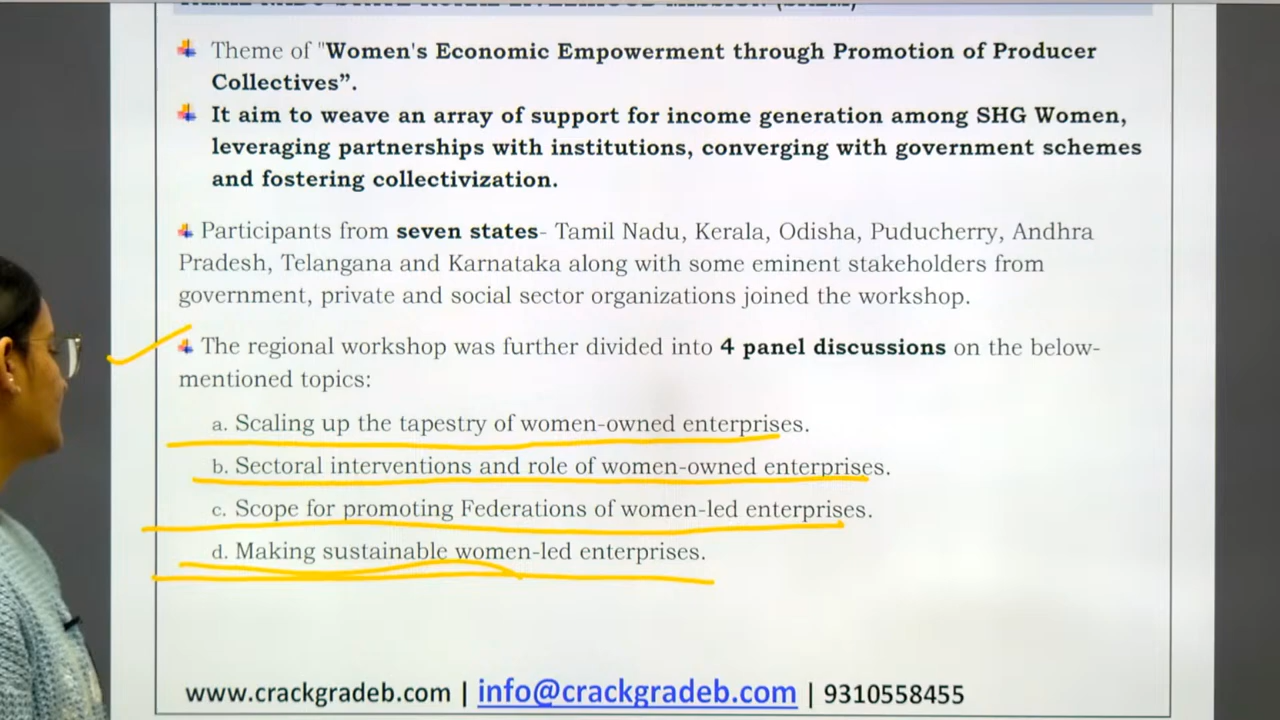 Theme of "Women's Economic Empowerment through Promotion of Producer
Collectives”.
It aim to weave an array of support for income generation among SHG Women,
leveraging partnerships with institutions, converging with government schemes
and fostering collectivization.
Participants from seven states- Tamil Nadu, Kerala, Odisha, Puducherry, Andhra
Pradesh, Telangana and Karnataka along with some eminent stakeholders from
government, private and social sector organizations joined the workshop.
The regional workshop was further divided into 4 panel discussions on the below-
mentioned topics:
a. Scaling up the tapestry of women-owned enterprises.
b. Sectoral interventions and role of women-owned enterprises.
c. Scope for promoting Federations of women-led enterprises.
d. Making sustainable women-led enterprises.
www.crackgradeb.com | info@crackgradeb.com | 9310558455